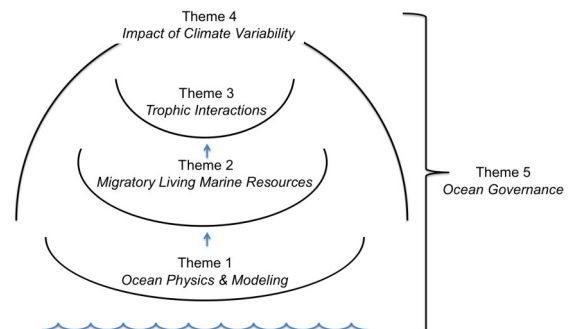 Theme 4
Impact of Climate Variability
Theme 3
Trophic Interactions
Theme 2
Migratory Living Marine Resources
Theme 5
Ocean Governance
Theme 1
Ocean Physics & Modeling